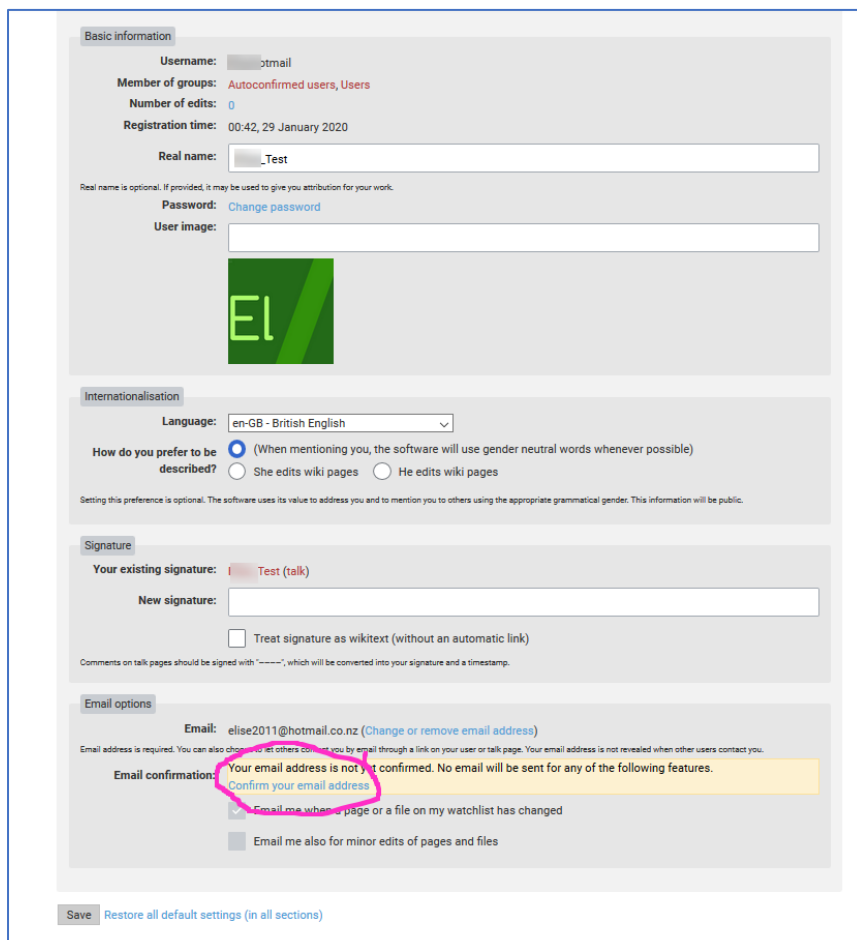 Basic information
Username: otmail
Member of groups: Autoconfirmed users, Users
Number of edits: 0
Registration time: 00:42, 29 January 2020
Real name: _Test
Real name is optional. If provided, it may be used to give you attribution for your work.
Password: Change password
User image:
El
Internationalisation
Language: en-GB - British English
How do you prefer to be described?
(When mentioning you, the software will use gender neutral words whenever possible)
She edits wiki pages He edits wiki pages
Setting this preference is optional. The software uses its value to address you and to mention you to others using the appropriate grammatical gender. This information will be public.
Signature
Your existing signature: Test (talk)
New signature:
Treat signature as wikitext (without an automatic link)
Comments on talk pages should be signed with "~~~~", which will be converted into your signature and a timestamp.
Email options
Email: elise2011@hotmail.co.nz (Change or remove email address)
Email address is required. You can also choose to let others contact you by email through a link on your user or talk page. Your email address is not revealed when other users contact you.
Email confirmation: Your email address is not yet confirmed. No email will be sent for any of the following features.
Confirm your email address
Email me when a page or a file on my watchlist has changed
Email me also for minor edits of pages and files
Save Restore all default settings (in all sections)